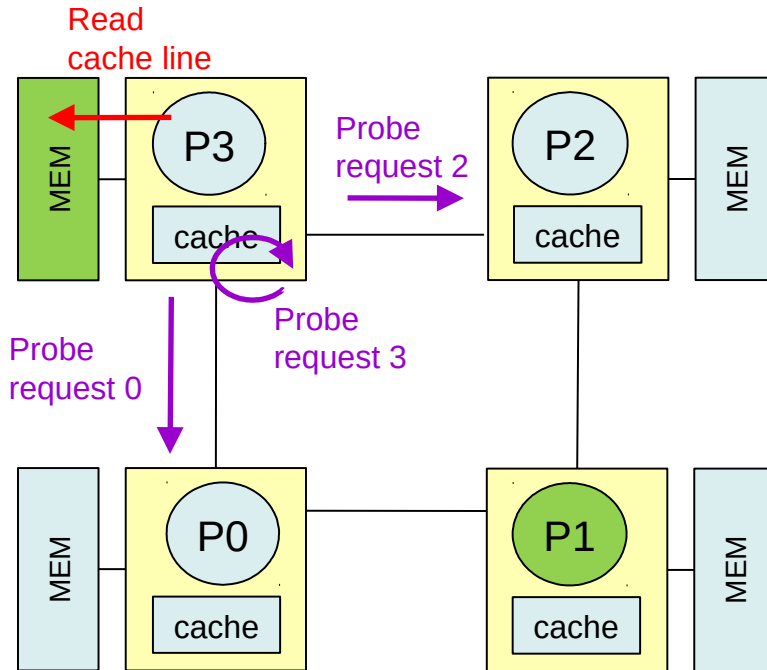 Read
cache line
MEM
P3
cache
Probe
request 2
P2
cache
MEM
Probe
request 3
Probe
request 0
MEM
P0
cache
P1
cache
MEM